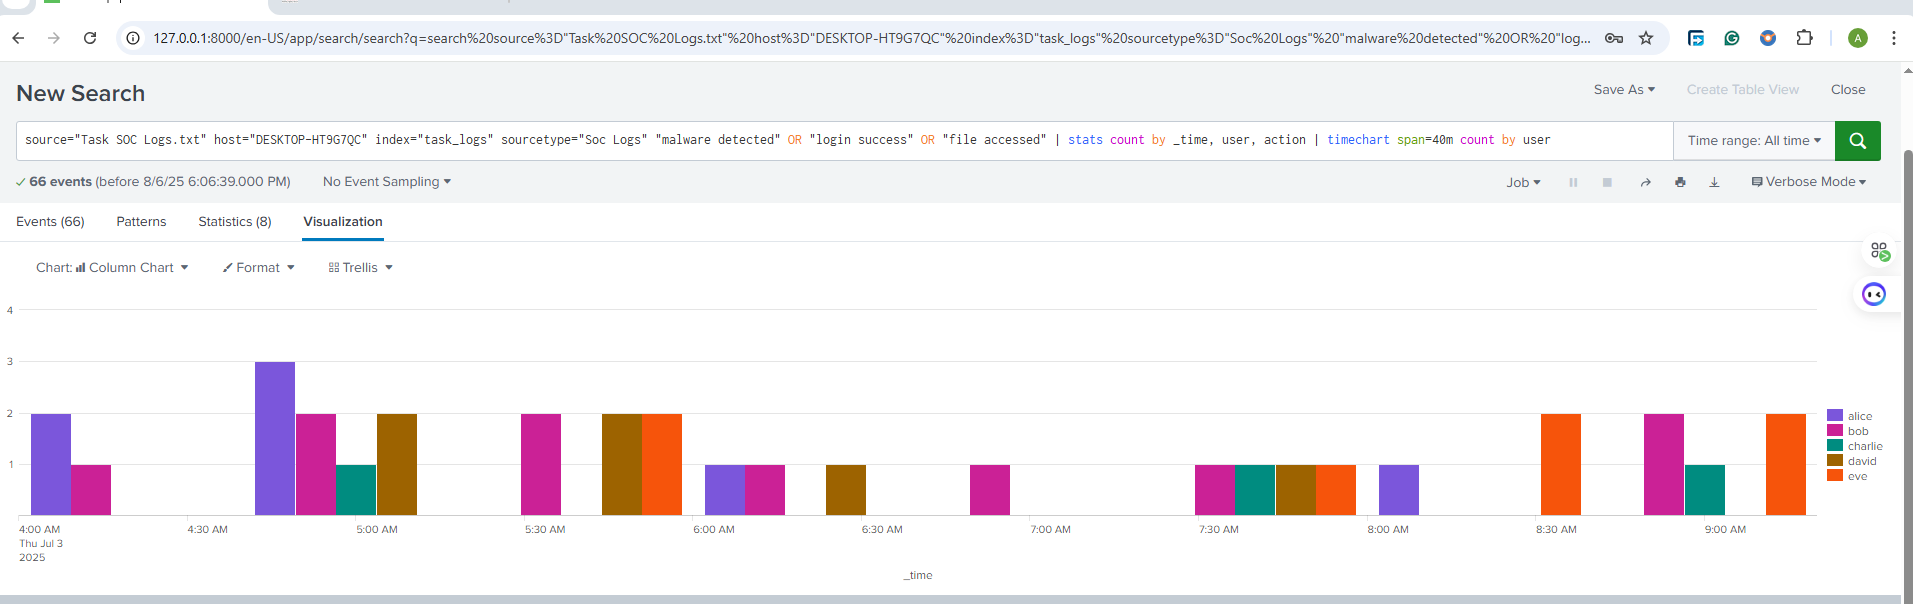 127.0.0.1:8000/en-US/app/search/search?q=search%20source%3D"Task%20SOC%20Logs.txt"%20host%3D"DESKTOP-HT9G7QC"%20index%3D"task_logs"%20sourcetype%3D"Soc%20Logs"%20"malware%20detected"%20OR%20"log...
A
New Search
Save As
Create Table View
Close
source="Task SOC Logs.txt" host="DESKTOP-HT9G7QC" index="task_logs" sourcetype="Soc Logs" "malware detected" OR "login success" OR "file accessed" | stats count by _time, user, action | timechart span=40m count by user
Time range: All time
66 events (before 8/6/25 6:06:39.000 PM)
No Event Sampling
Job
Verbose Mode
Events (66)
Patterns
Statistics (8)
Visualization
Chart: Column Chart
Format
Trellis
4
3
2
1
alice
bob
charlie
david
eve
4:00 AM
Thu Jul 3
2025
4:30 AM
5:00 AM
5:30 AM
6:00 AM
6:30 AM
7:00 AM
7:30 AM
8:00 AM
8:30 AM
9:00 AM
_time